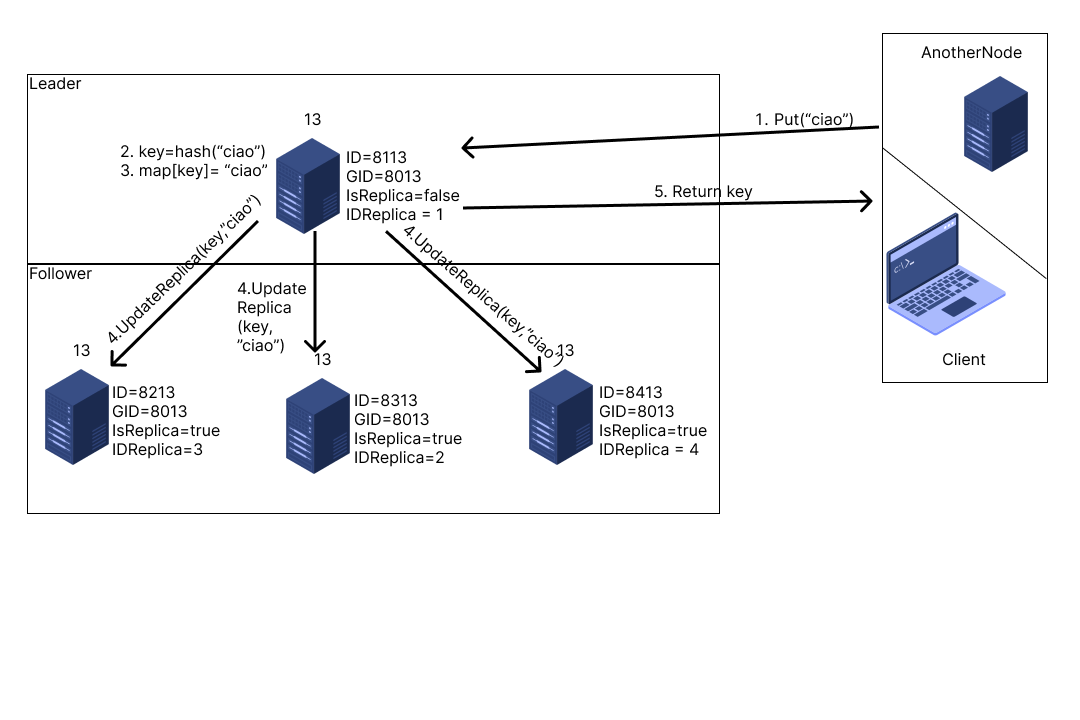 AnotherNode
Leader
13
1. Put(“ciao”)
2. key=hash(“ciao”)
3. map[key]= “ciao”
ID=8113
GID=8013
IsReplica=false
IDReplica = 1
5. Return key
4.UpdateReplica(key,”ciao”)
4.Update
Replica
(key,
”ciao”)
4.UpdateReplica(key,”ciao”)
Follower
c:\>_
Client
13
ID=8213
GID=8013
IsReplica=true
IDReplica=3
13
ID=8313
GID=8013
IsReplica=true
IDReplica=2
13
ID=8413
GID=8013
IsReplica=true
IDReplica = 4